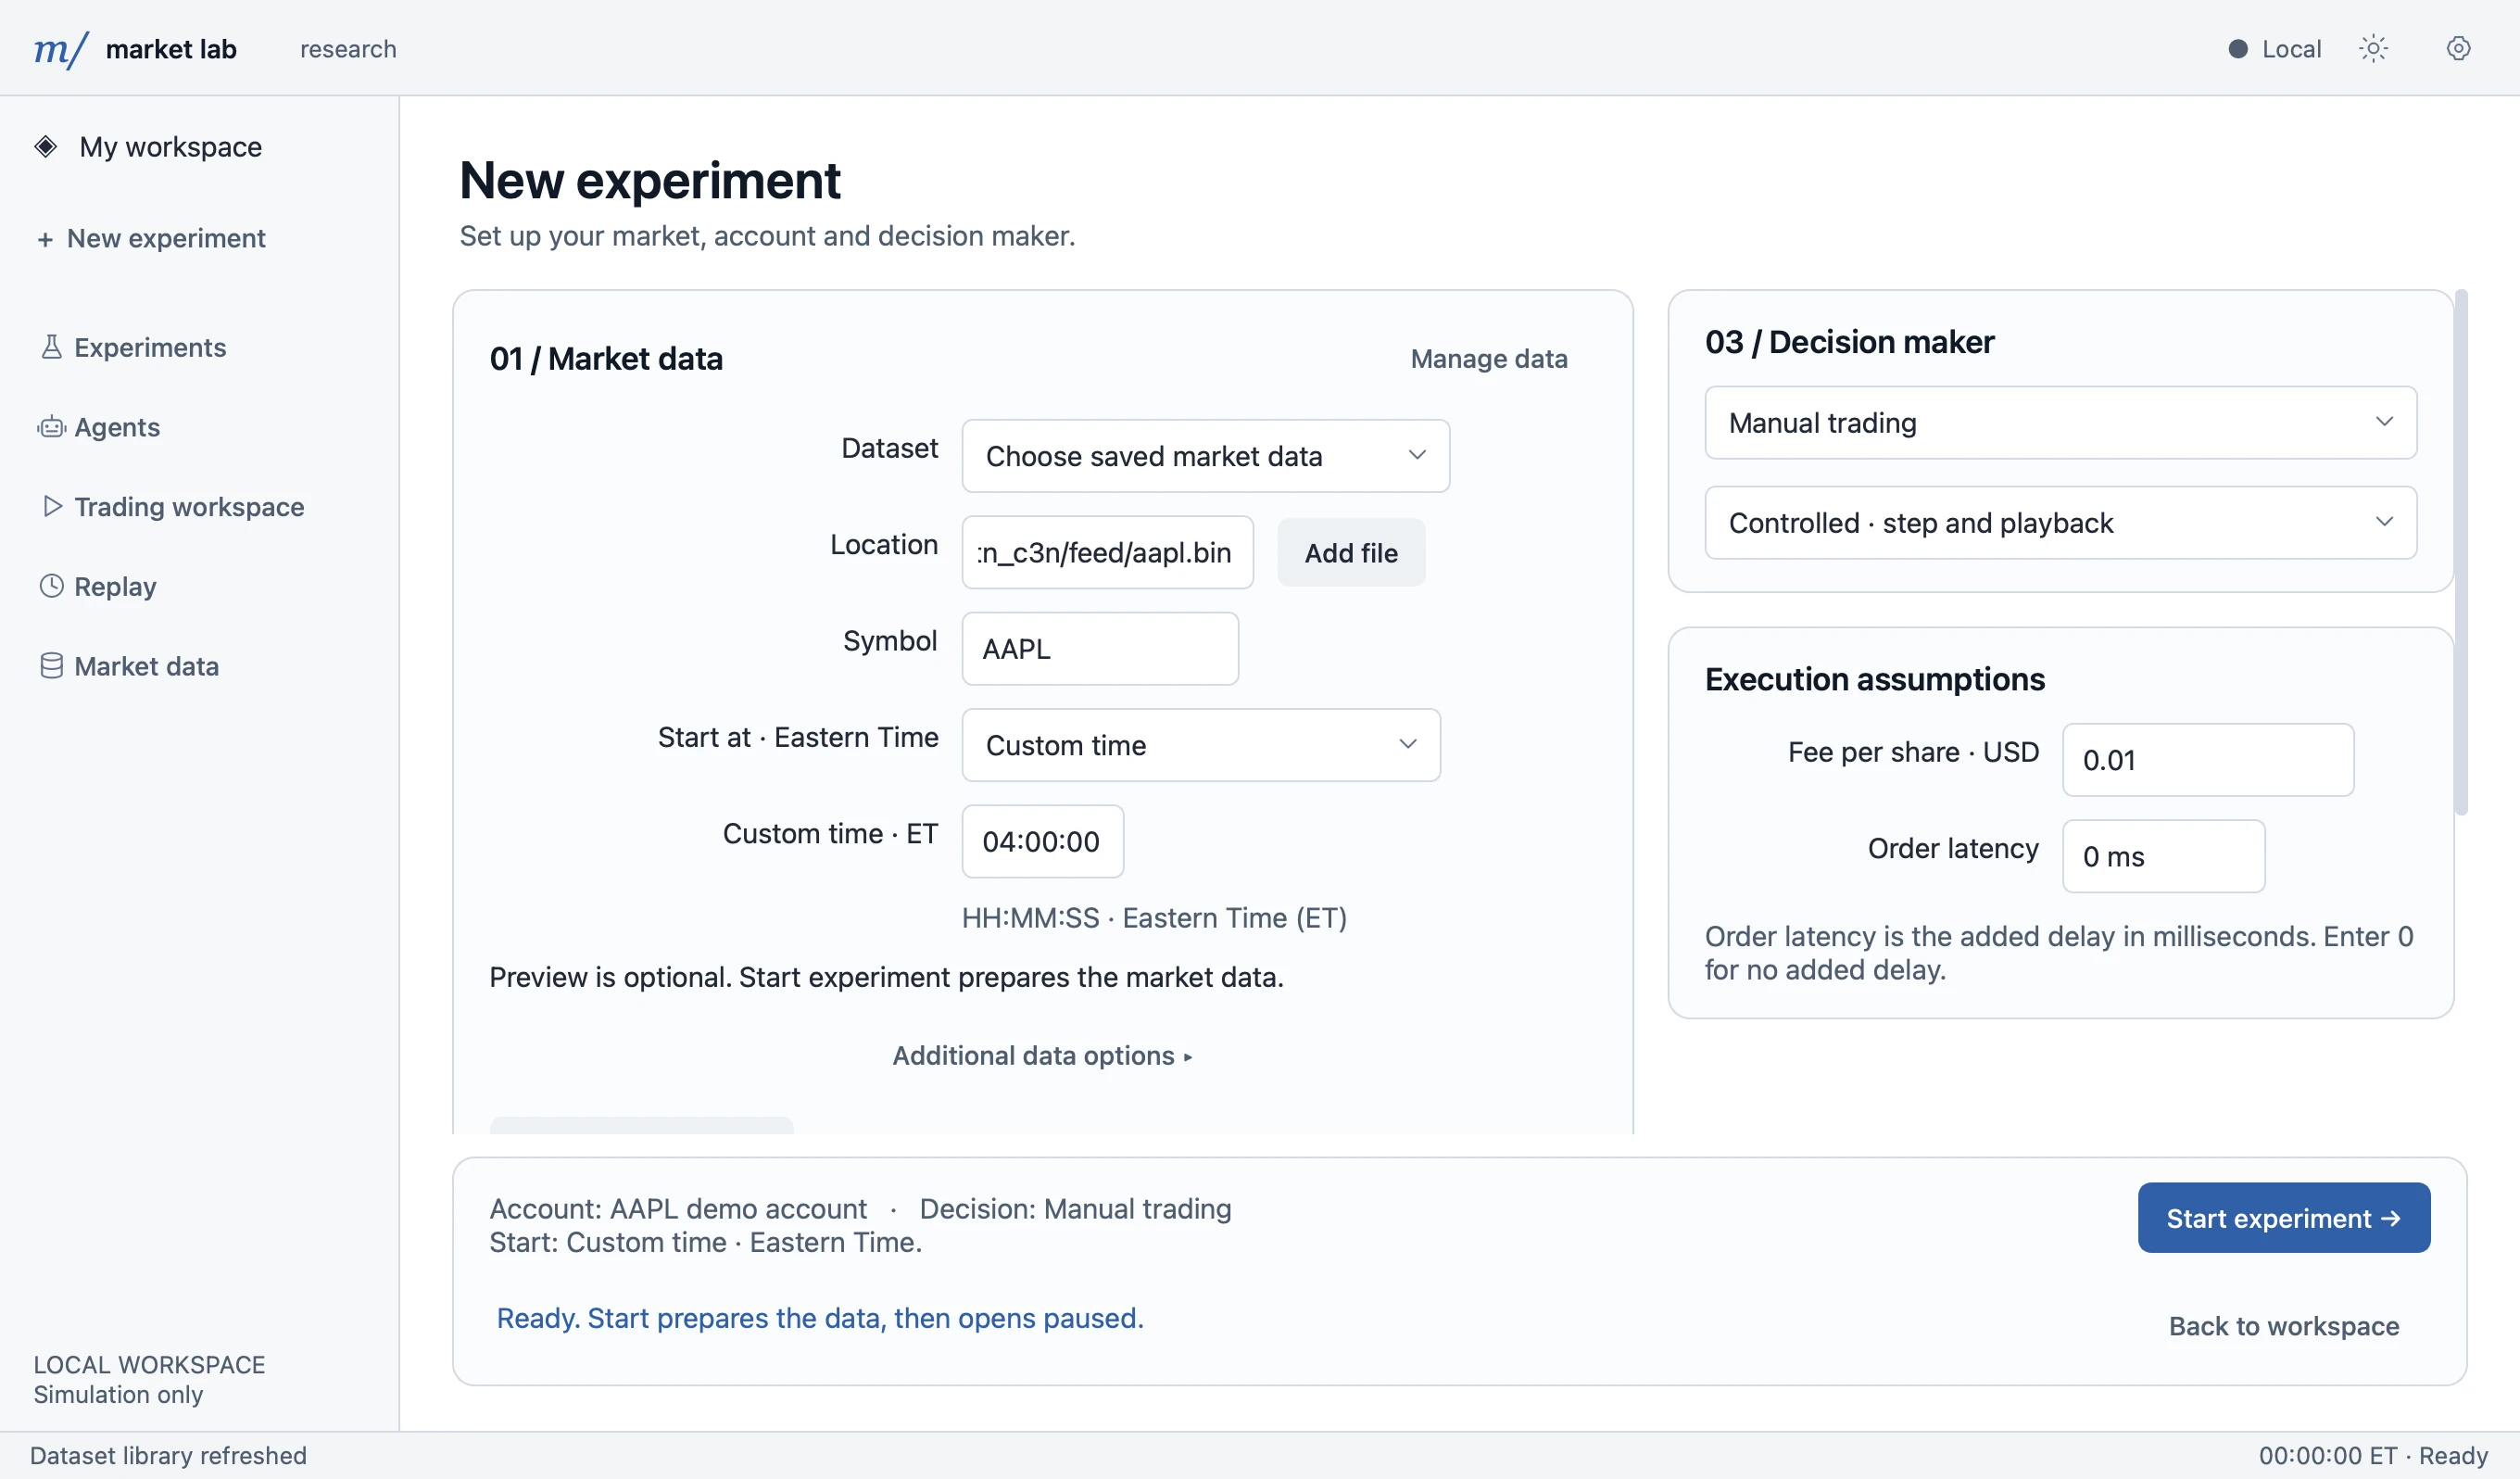 m/ market lab
research
Local
My workspace
+ New experiment
Experiments
Agents
Trading workspace
Replay
Market data
LOCAL WORKSPACE
Simulation only
New experiment
Set up your market, account and decision maker.
01 / Market data
Manage data
Dataset
Choose saved market data
Location
:n_c3n/feed/aapl.bin
Add file
Symbol
AAPL
Start at · Eastern Time
Custom time
Custom time · ET
04:00:00
HH:MM:SS · Eastern Time (ET)
Preview is optional. Start experiment prepares the market data.
Additional data options ▸
03 / Decision maker
Manual trading
Controlled · step and playback
Execution assumptions
Fee per share · USD
0.01
Order latency
0 ms
Order latency is the added delay in milliseconds. Enter 0
for no added delay.
Account: AAPL demo account · Decision: Manual trading
Start: Custom time · Eastern Time.
Ready. Start prepares the data, then opens paused.
Start experiment →
Back to workspace
Dataset library refreshed
00:00:00 ET · Ready